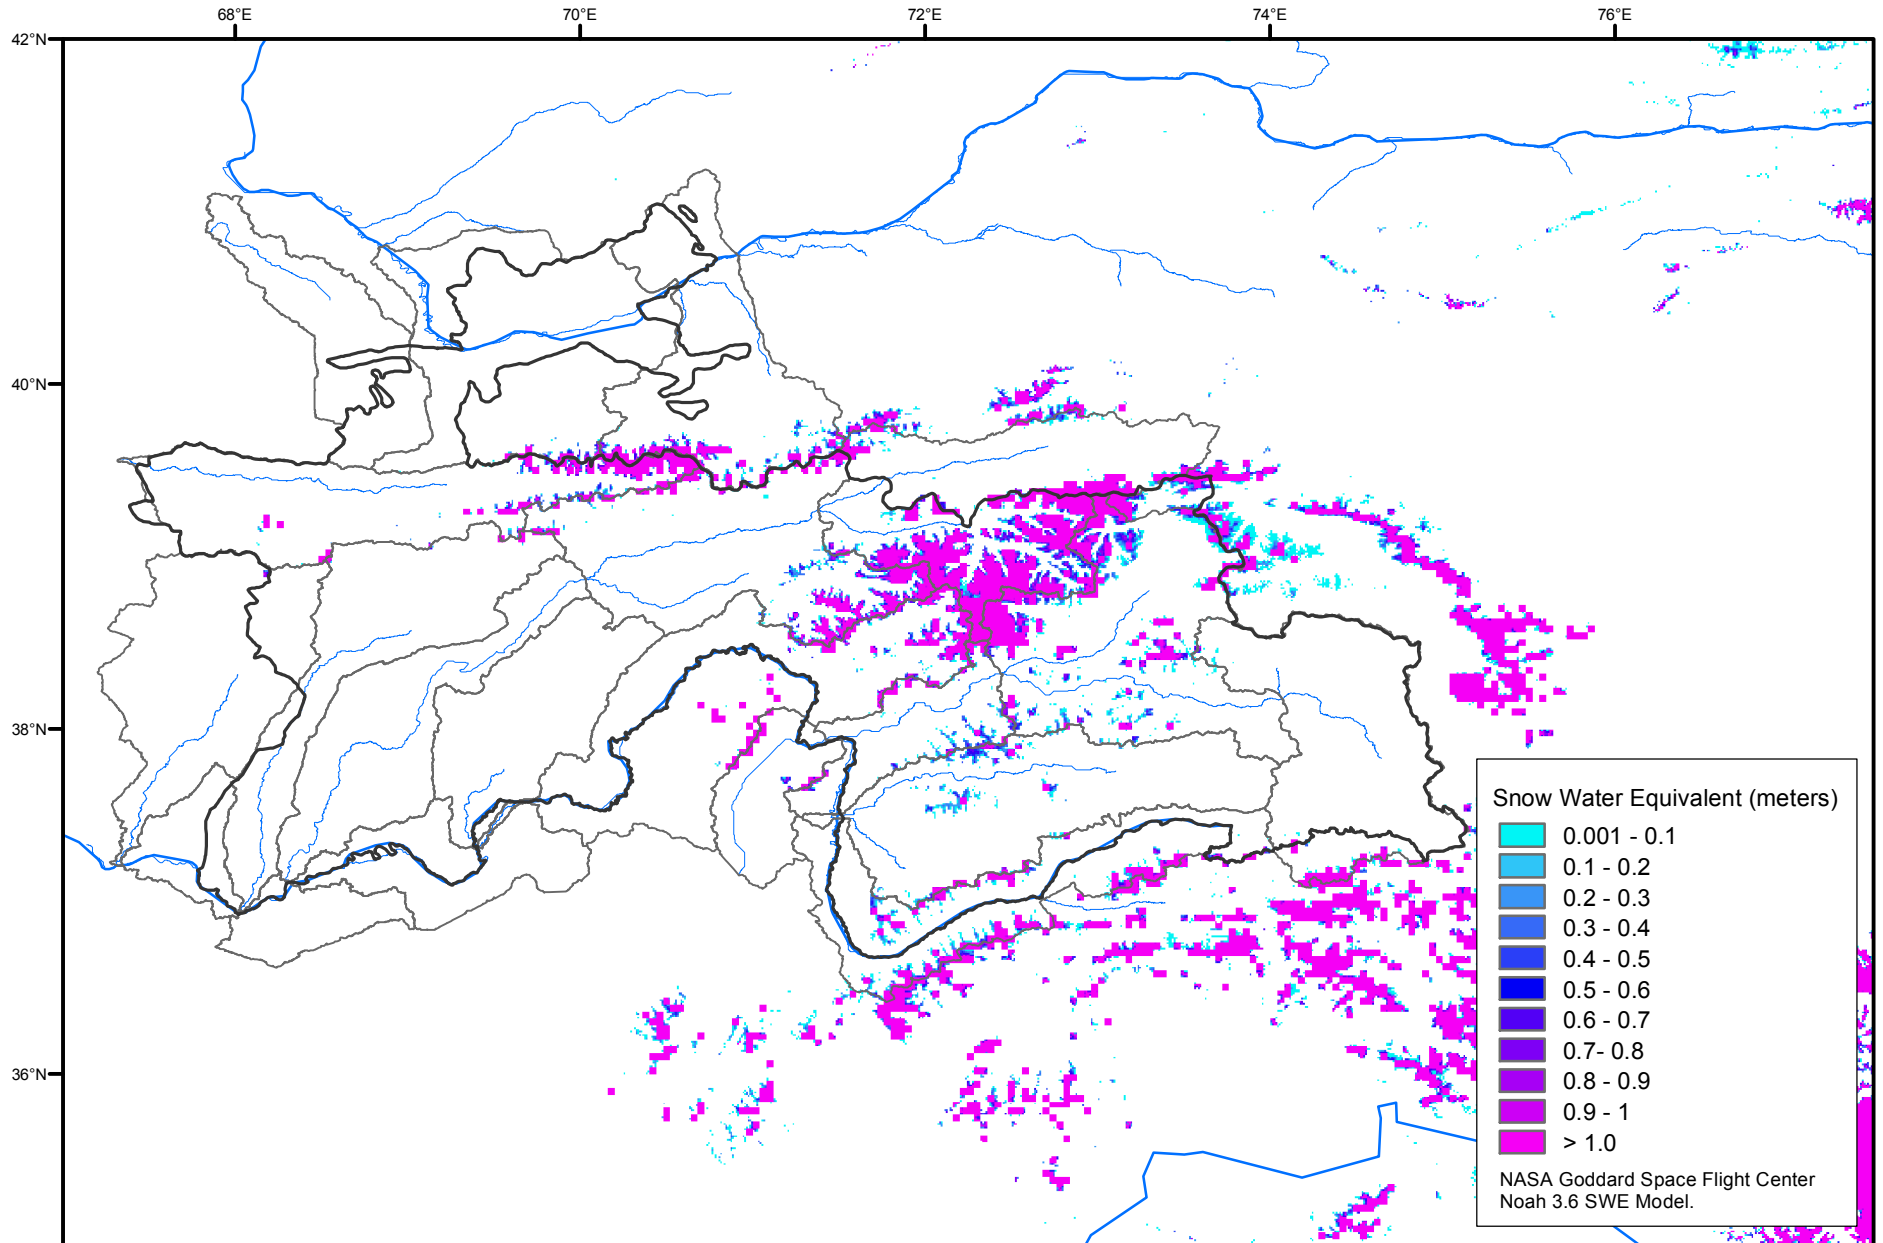 68°E 70°E 72°E 74°E 76°E
42°N
40°N
38°N
36°N
Snow Water Equivalent (meters)
0.001 - 0.1
0.1 - 0.2
0.2 - 0.3
0.3 - 0.4
0.4 - 0.5
0.5 - 0.6
0.6 - 0.7
0.7- 0.8
0.8 - 0.9
0.9 - 1
> 1.0
NASA Goddard Space Flight Center
Noah 3.6 SWE Model.